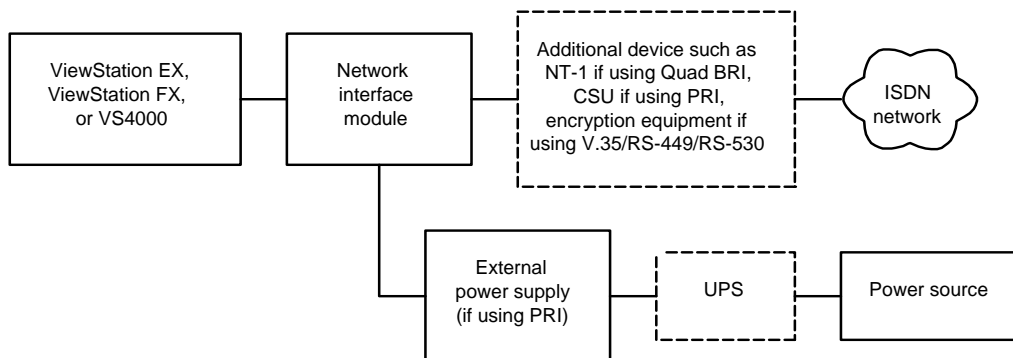 ViewStation EX,
ViewStation FX,
or VS4000
Network
interface
module
Additional device such as
NT-1 if using Quad BRI,
CSU if using PRI,
encryption equipment if
using V.35/RS-449/RS-530
ISDN
network
External
power supply
(if using PRI)
UPS
Power source